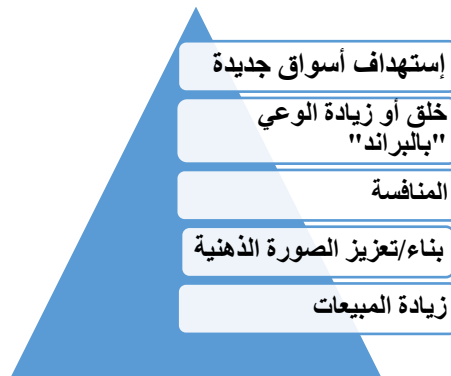 إستهداف أسواق جديدة
خلق أو زيادة الوعي
"بالبراند"
المنافسة
بناء/تعزيز الصورة الذهنية
زيادة المبيعات